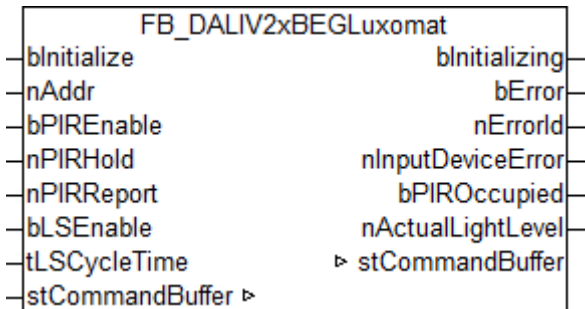 FB_DALIV2xBEGLuxomat
bInitialize bInitializing
nAddr bError
bPIREnable nErrorId
nPIRHold nInputDeviceError
nPIRReport bPIROccupied
bLSEnable nActualLightLevel
tLSCycleTime ▹ stCommandBuffer
stCommandBuffer ▹